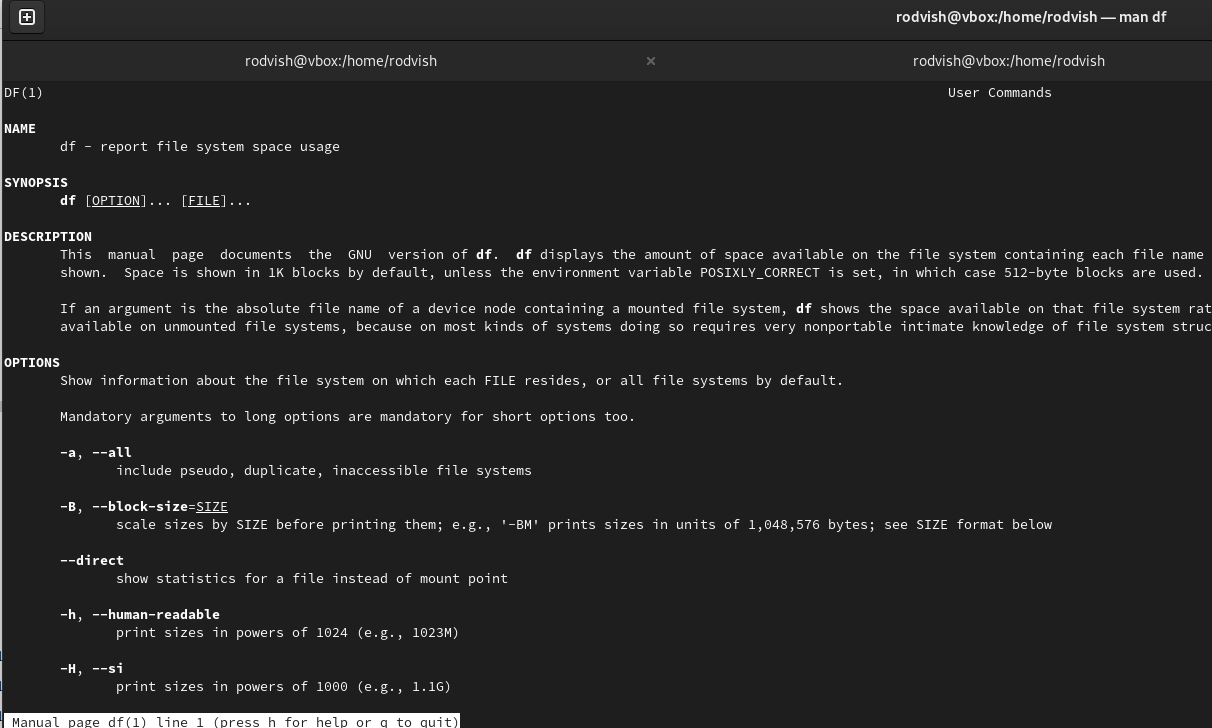 rodvish@vbox:/home/rodvish — man df
rodvish@vbox:/home/rodvish × rodvish@vbox:/home/rodvish
DF(1) User Commands
NAME
df - report file system space usage
SYNOPSIS
df [OPTION]... [FILE]...
DESCRIPTION
This manual page documents the GNU version of df. df displays the amount of space available on the file system containing each file name
shown. Space is shown in 1K blocks by default, unless the environment variable POSIXLY_CORRECT is set, in which case 512-byte blocks are used.
If an argument is the absolute file name of a device node containing a mounted file system, df shows the space available on that file system rat
available on unmounted file systems, because on most kinds of systems doing so requires very nonportable intimate knowledge of file system struc
OPTIONS
Show information about the file system on which each FILE resides, or all file systems by default.
Mandatory arguments to long options are mandatory for short options too.
-a, --all
include pseudo, duplicate, inaccessible file systems
-B, --block-size=SIZE
scale sizes by SIZE before printing them; e.g., '-BM' prints sizes in units of 1,048,576 bytes; see SIZE format below
--direct
show statistics for a file instead of mount point
-h, --human-readable
print sizes in powers of 1024 (e.g., 1023M)
-H, --si
print sizes in powers of 1000 (e.g., 1.1G)
Manual page df(1) line 1 (press h for help or q to quit)